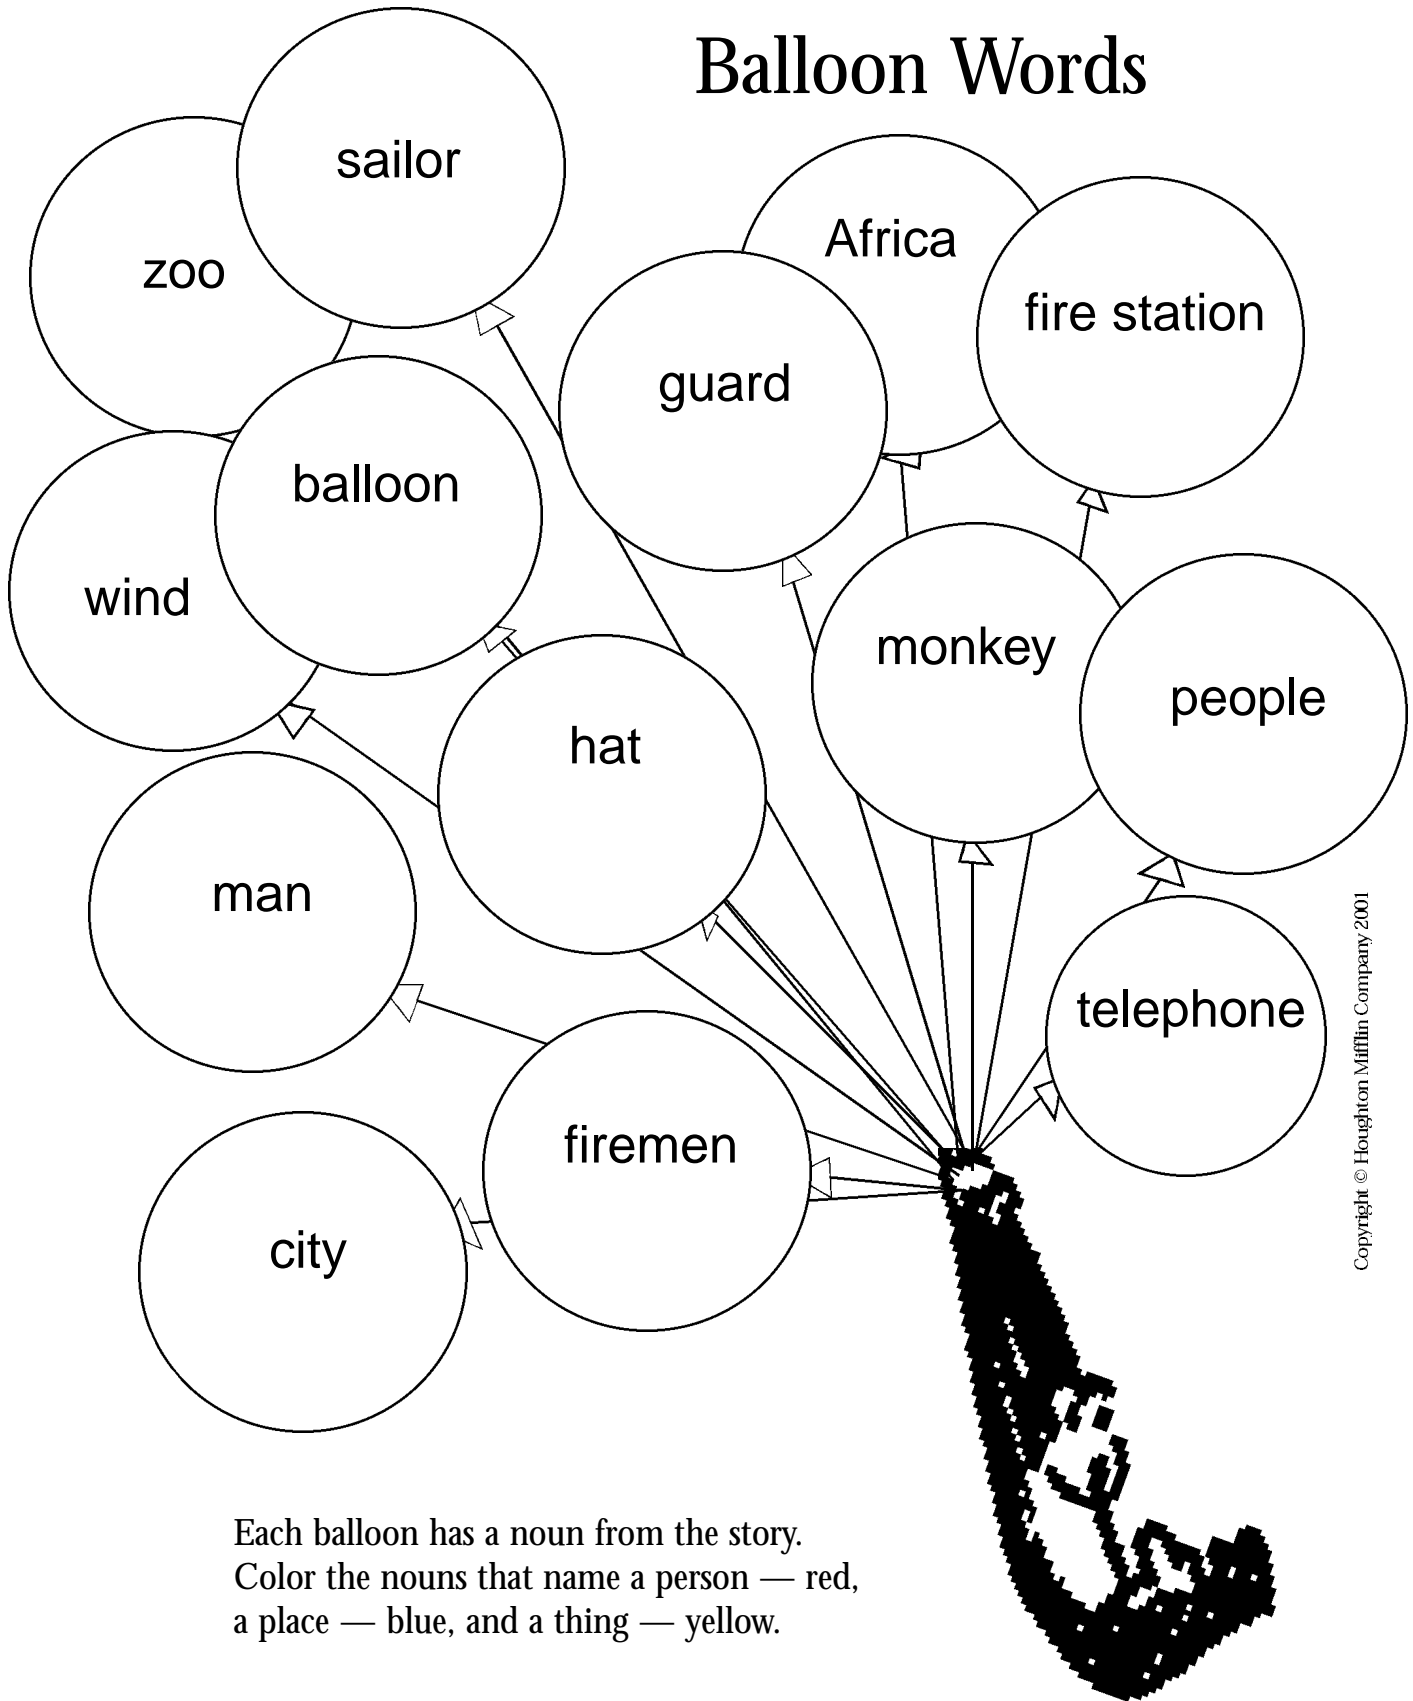 Balloon Words
sailor
zoo
Africa
fire station
guard
balloon
wind
monkey
people
hat
man
telephone
firemen
city
Copyright © Houghton Mifflin Company 2001
Each balloon has a noun from the story.
Color the nouns that name a person — red,
a place — blue, and a thing — yellow.